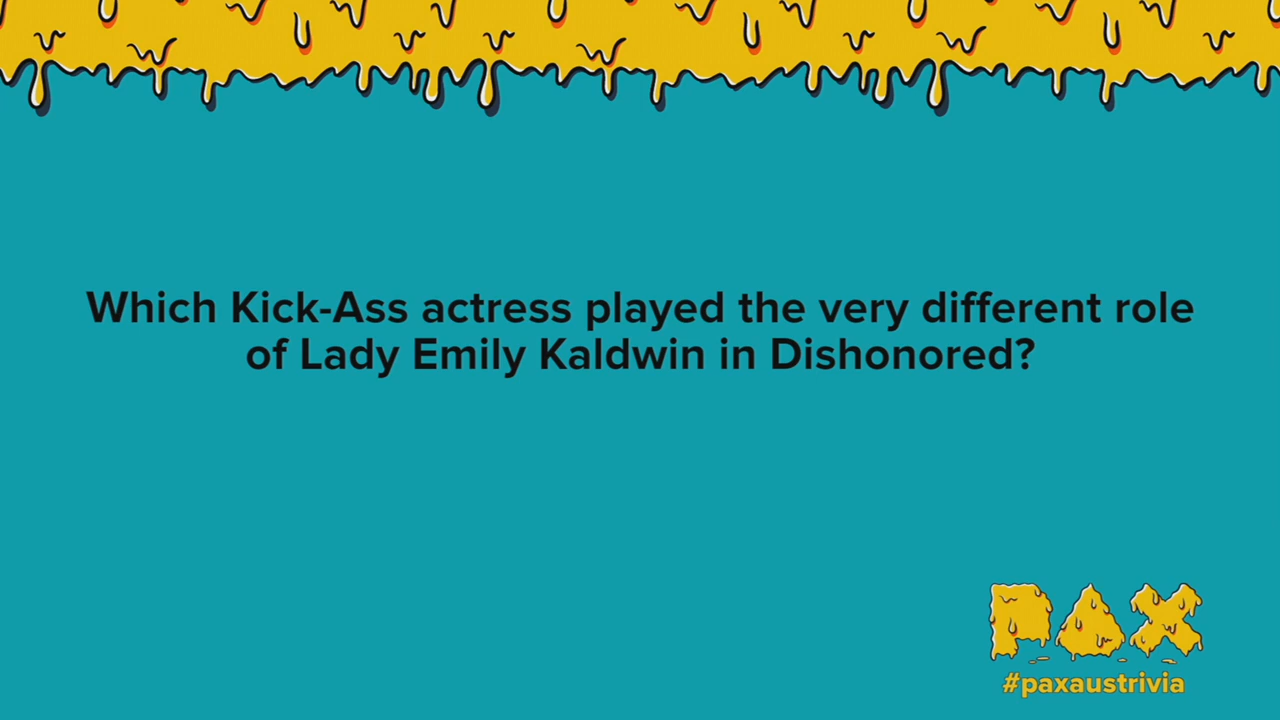 Which Kick-Ass actress played the very different role
of Lady Emily Kaldwin in Dishonored?
PAX
#paxaustrivia